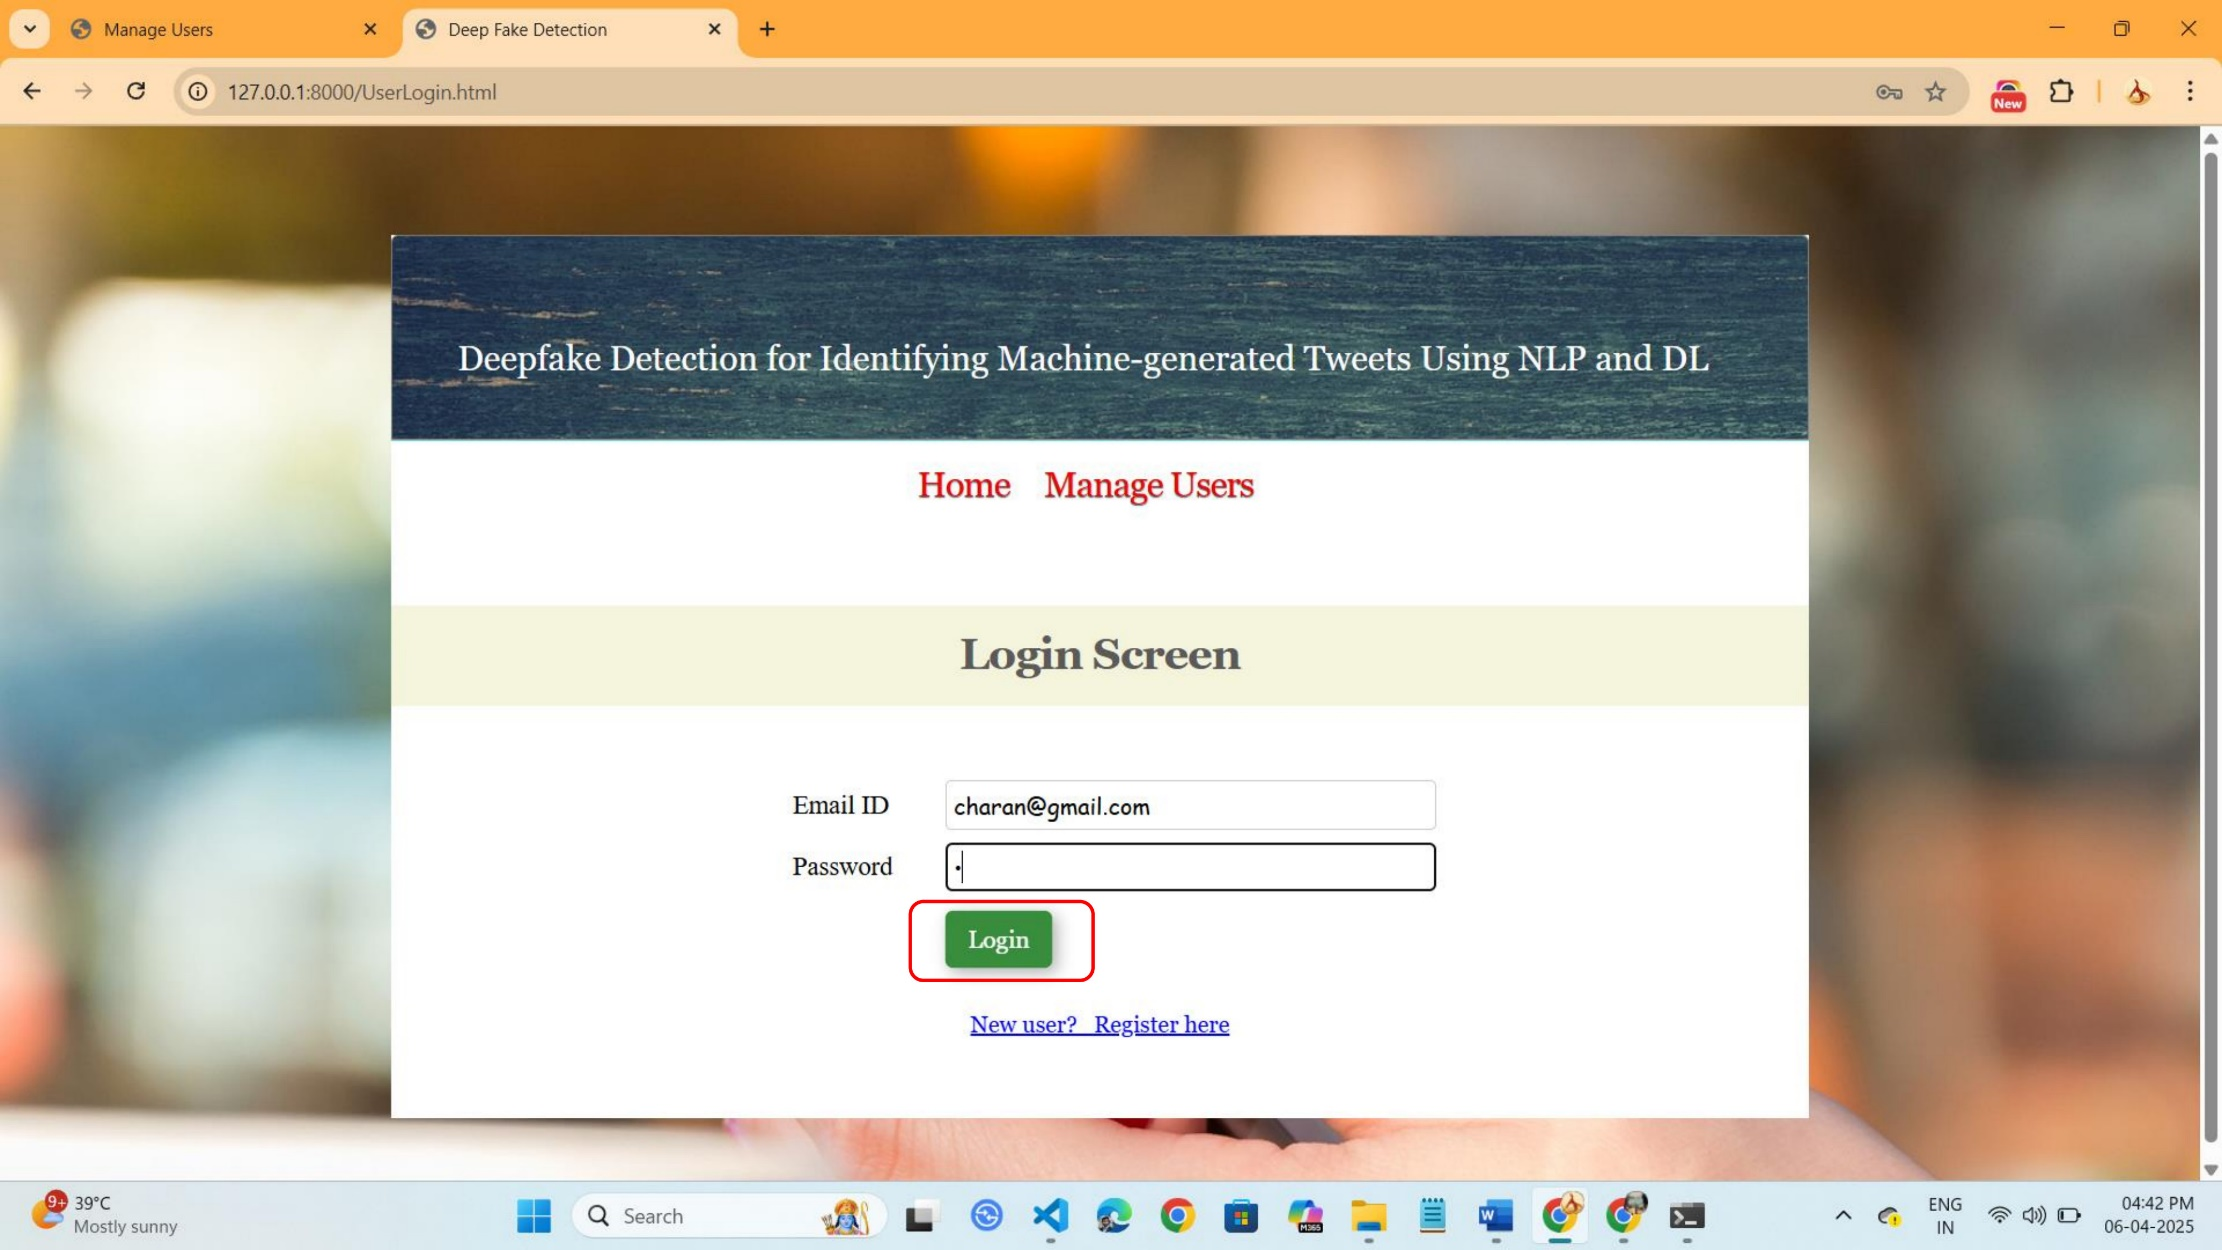 Manage Users
Deep Fake Detection
127.0.0.1:8000/UserLogin.html
New
Deepfake Detection for Identifying Machine-generated Tweets Using NLP and DL
Home Manage Users
Login Screen
Email ID charan@gmail.com
Password
Login
New user? Register here
9+ 39°C
Mostly sunny
Search
M365
W
ENG
IN
04:42 PM
06-04-2025